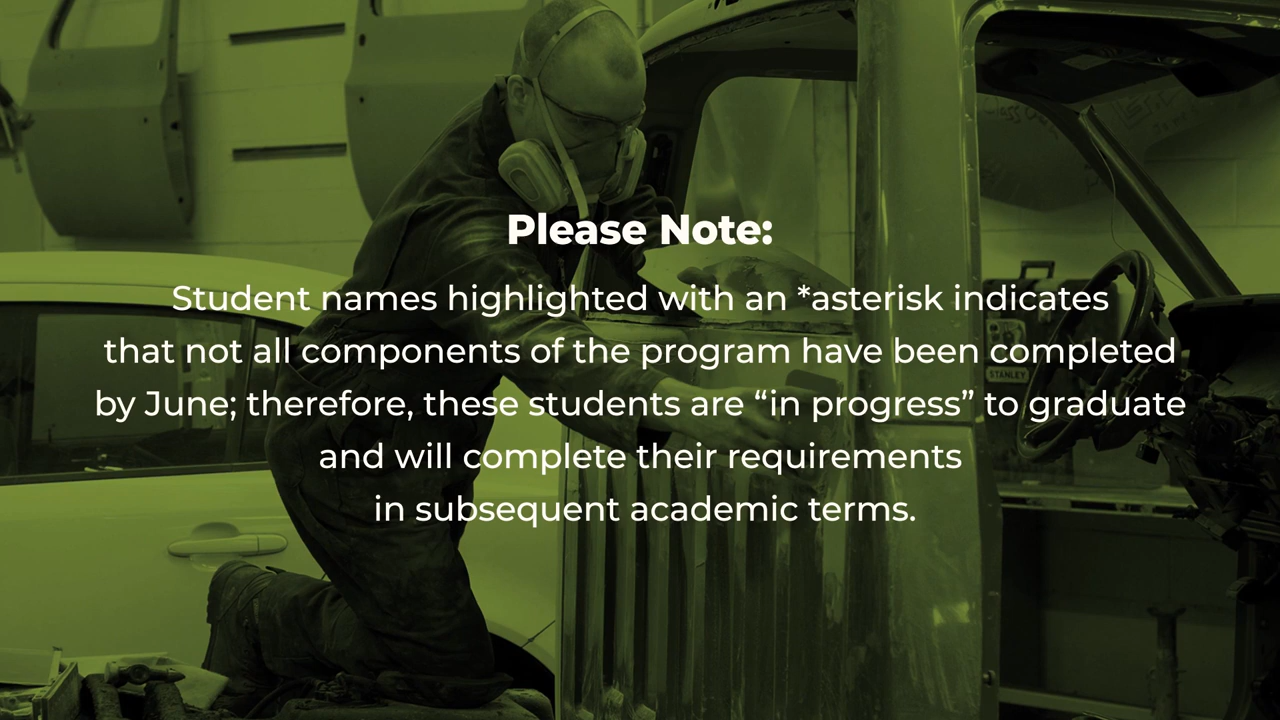 Please Note:
Student names highlighted with an *asterisk indicates
that not all components of the program have been completed
by June; therefore, these students are “in progress” to graduate
and will complete their requirements
in subsequent academic terms.
STANLEY